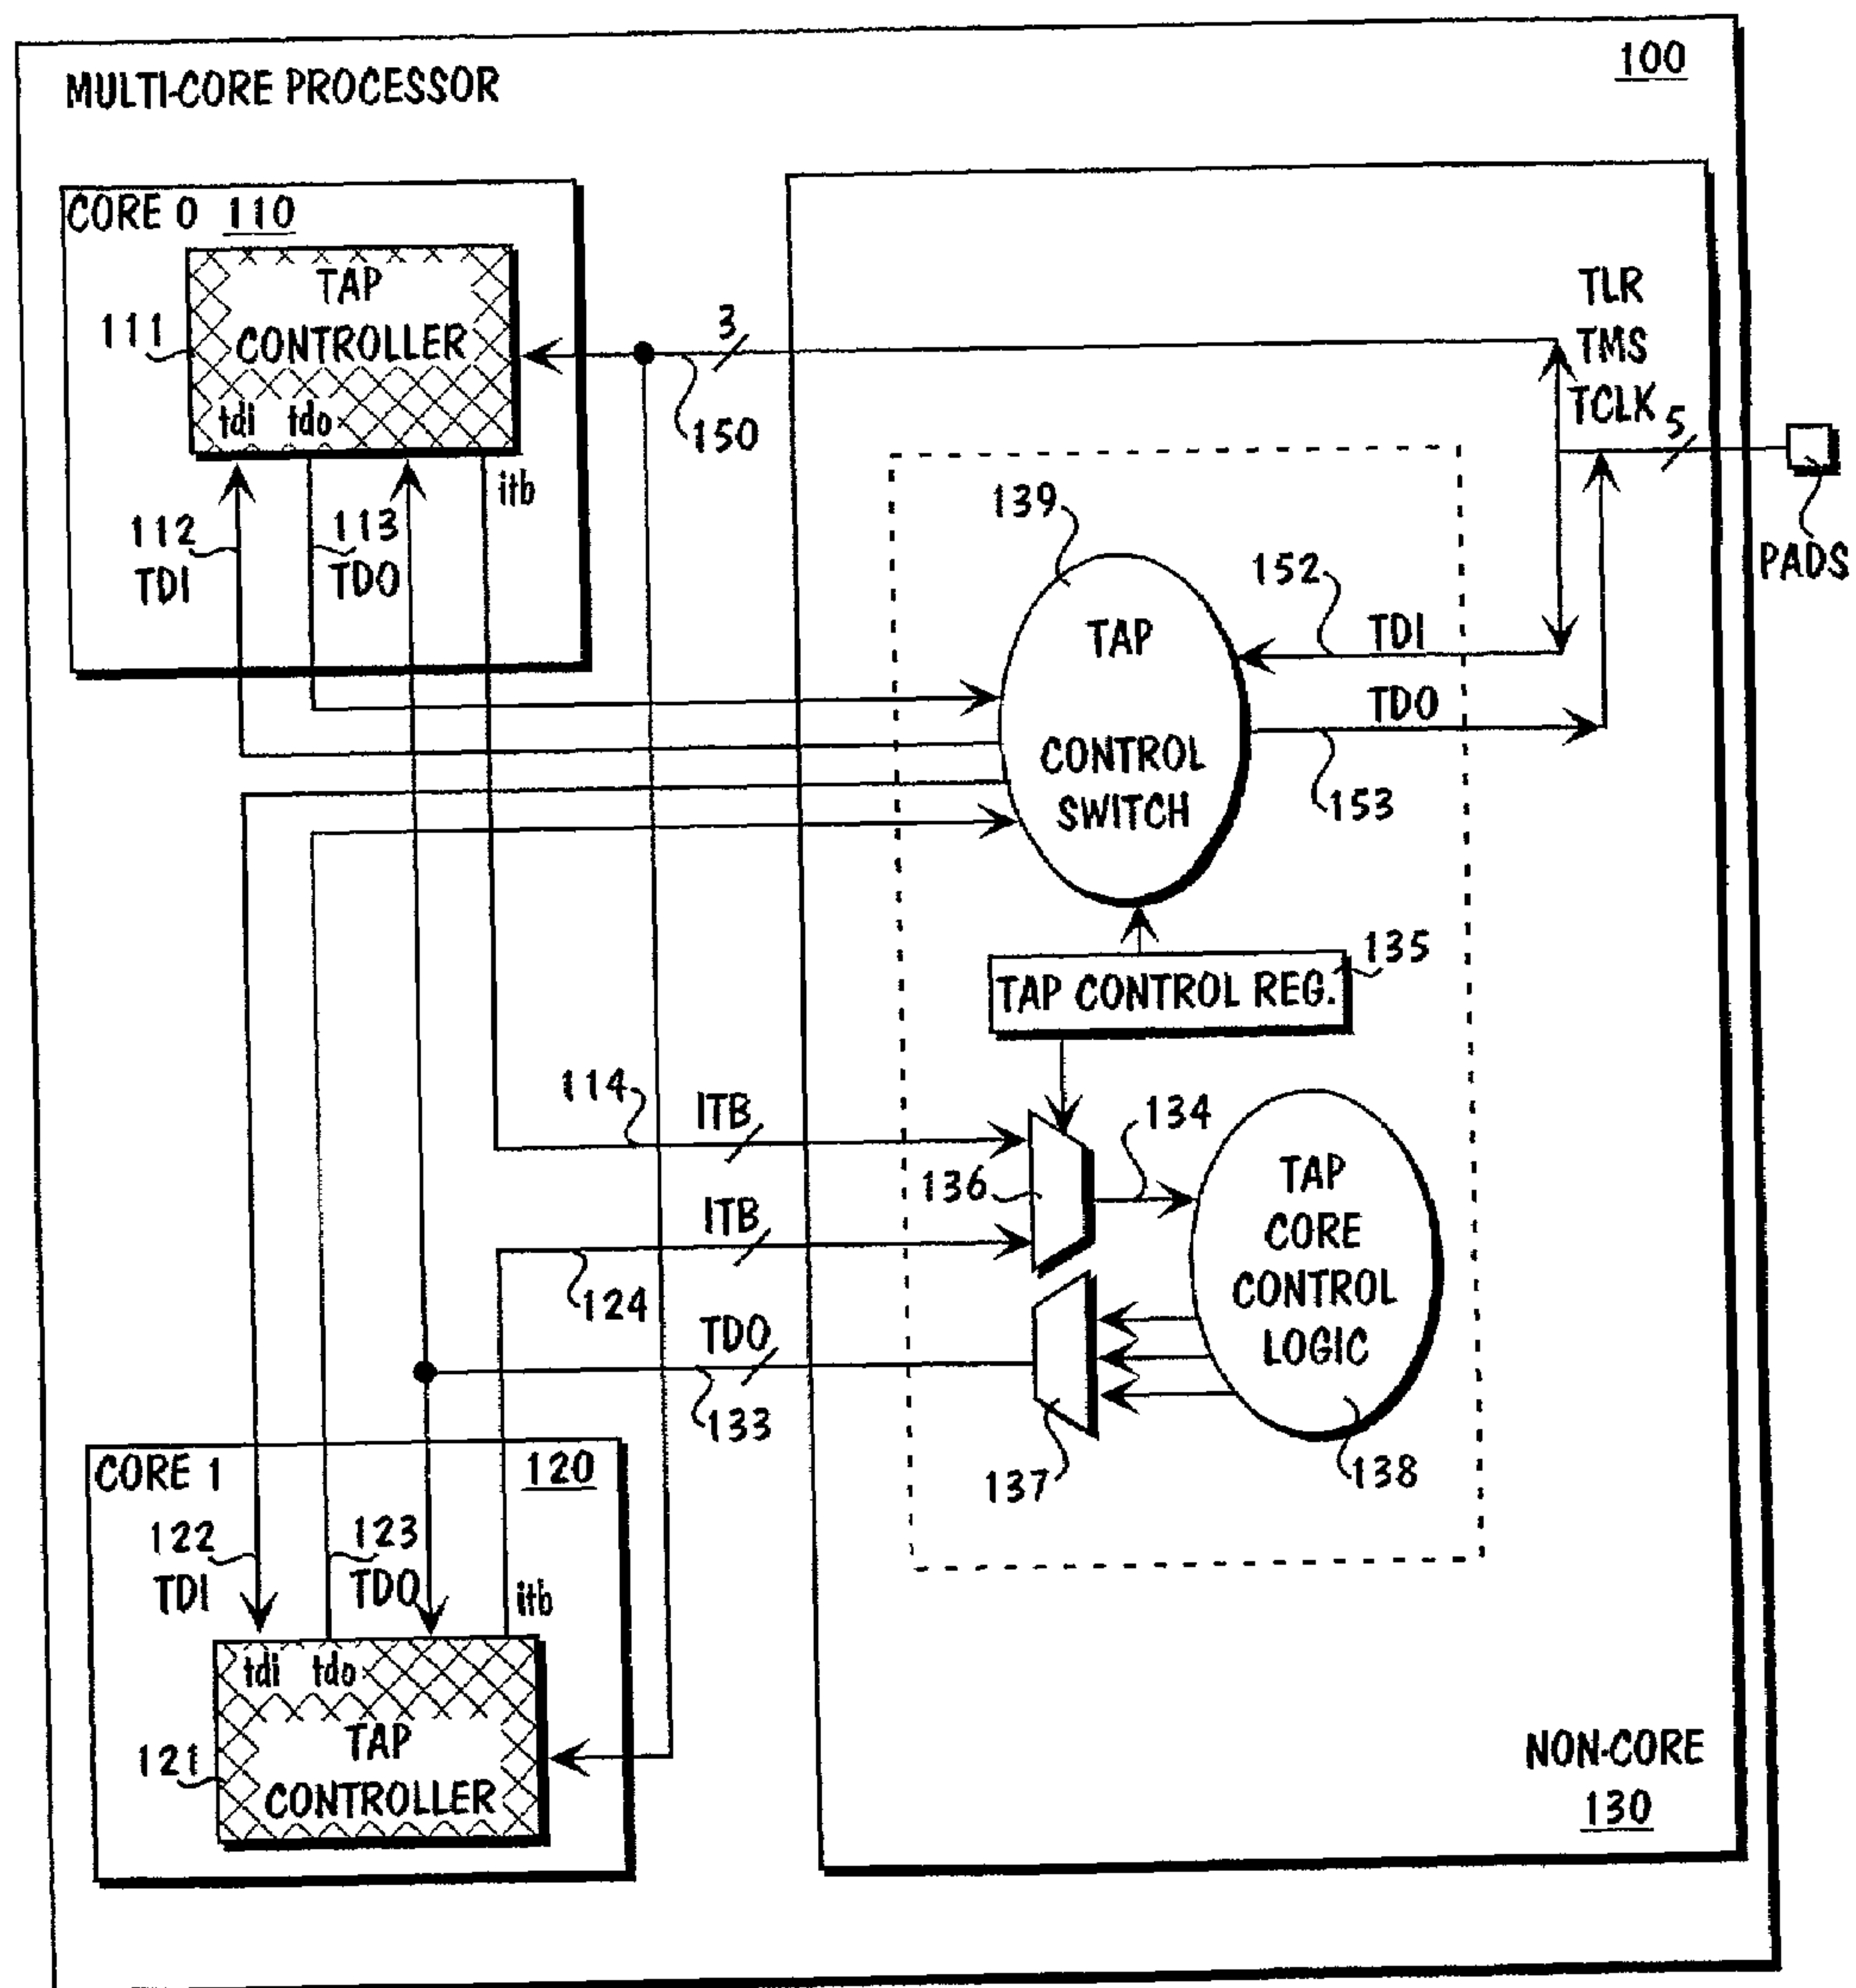 100
MULTI-CORE PROCESSOR
CORE 0 110
TAP
CONTROLLER
111
tdi tdo
3
150
TLR
TMS
TCLK
5
PADS
itb
112
TDI
113
TDO
139
TAP
CONTROL
SWITCH
152
TDI
TDO
153
135
TAP CONTROL REG.
114
ITB
134
136
ITB
124
TAP
CORE
CONTROL
LOGIC
TDO
133
137
138
CORE 1
120
122
TDI
123
TDO
itb
tdi tdo
TAP
CONTROLLER
121
NON-CORE
130